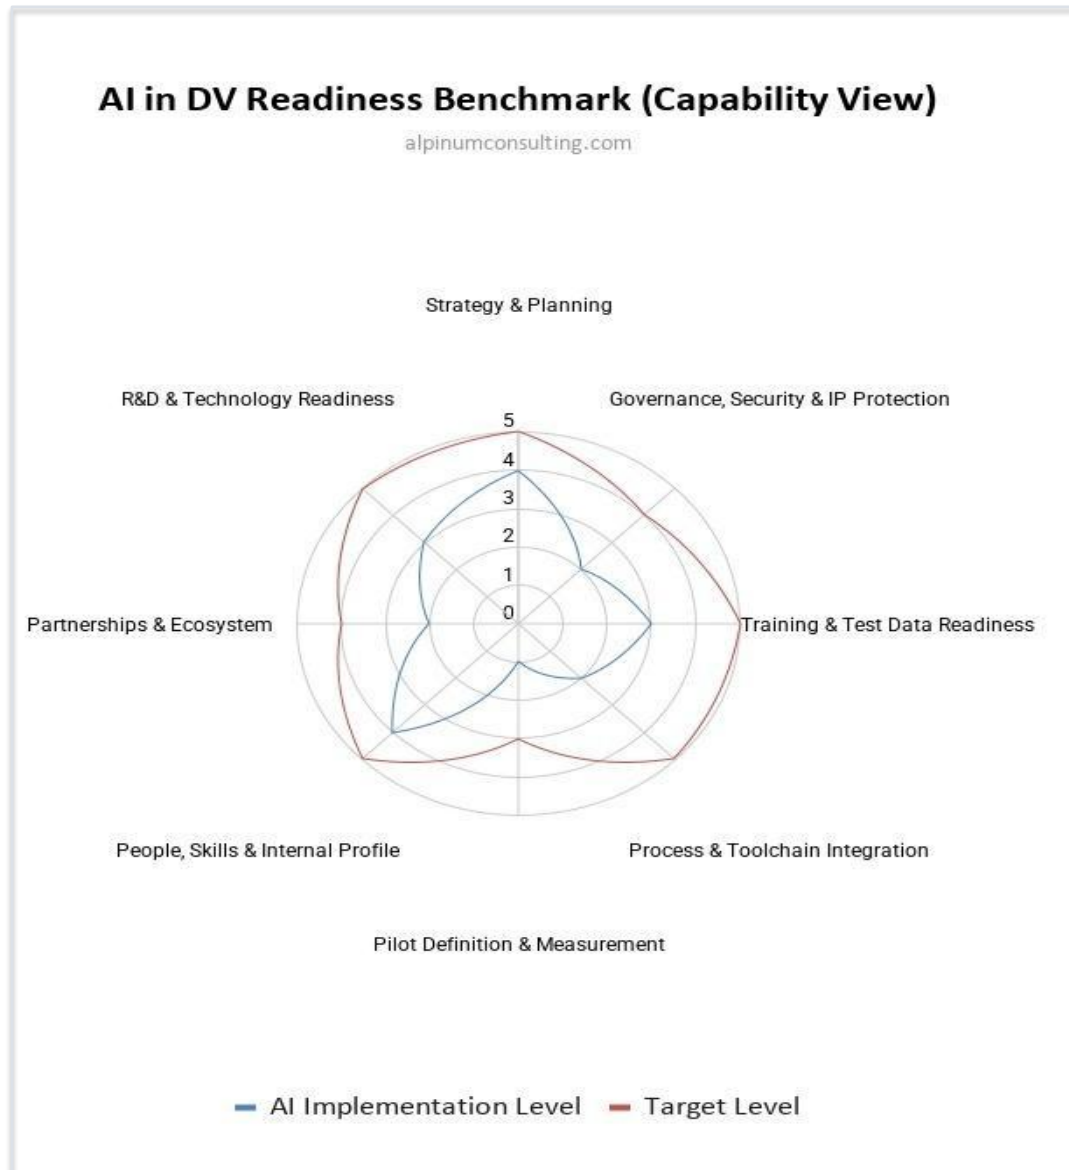 AI in DV Readiness Benchmark (Capability View)
alpinumconsulting.com
Strategy & Planning
R&D & Technology Readiness
Governance, Security & IP Protection
5
4
3
2
1
0
Partnerships & Ecosystem
Training & Test Data Readiness
People, Skills & Internal Profile
Process & Toolchain Integration
Pilot Definition & Measurement
AI Implementation Level
Target Level